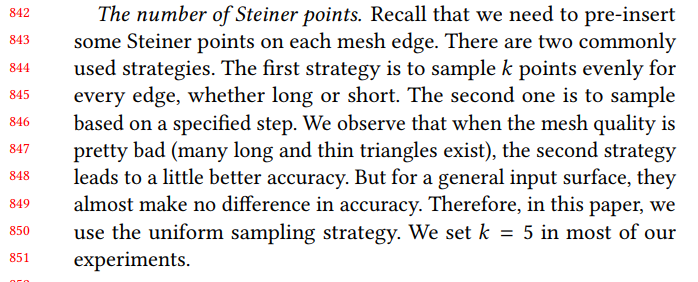 842 The number of Steiner points. Recall that we need to pre-insert
843 some Steiner points on each mesh edge. There are two commonly
844 used strategies. The first strategy is to sample k points evenly for
845 every edge, whether long or short. The second one is to sample
846 based on a specified step. We observe that when the mesh quality is
847 pretty bad (many long and thin triangles exist), the second strategy
848 leads to a little better accuracy. But for a general input surface, they
849 almost make no difference in accuracy. Therefore, in this paper, we
850 use the uniform sampling strategy. We set k = 5 in most of our
851 experiments.